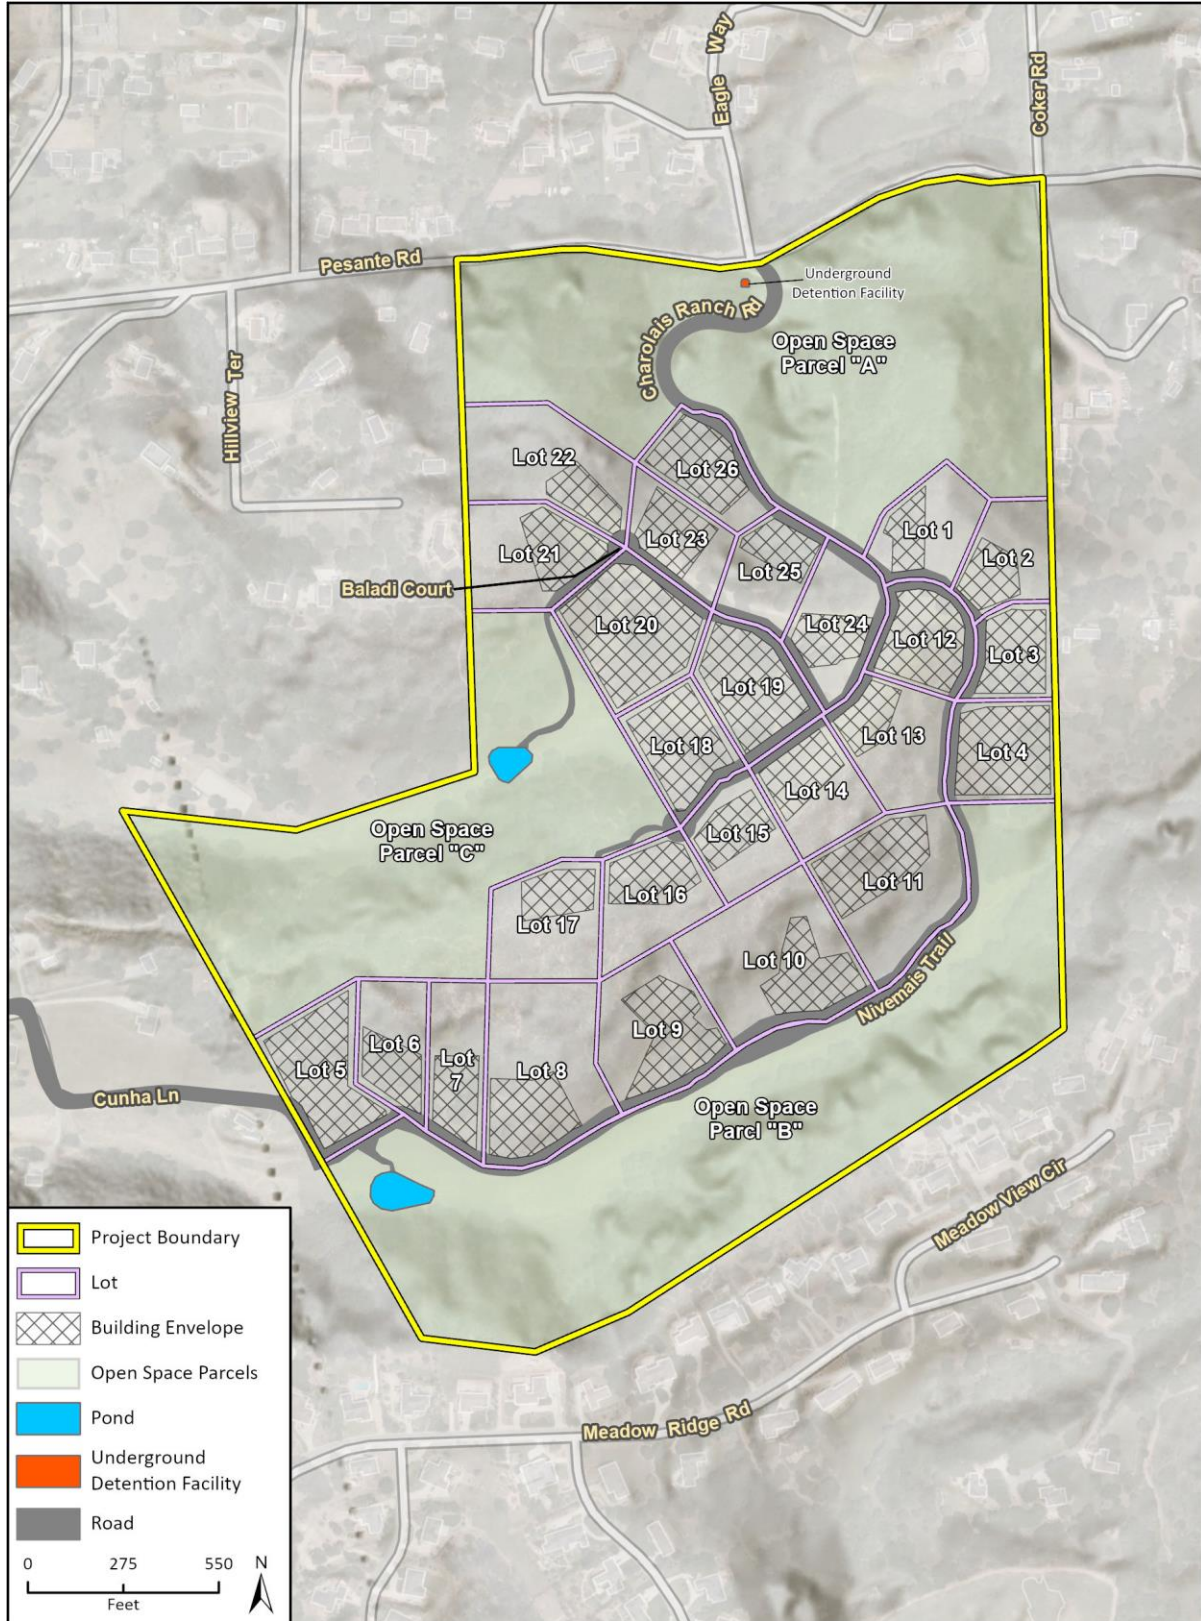 Eagle Way
Coker Rd
Pesante Rd
Underground
Detention Facility
Charolais Ranch Rd
Open Space
Parcel "A"
Hillview Ter
Lot 22
Lot 26
Lot 23
Lot 1
Lot 2
Lot 21
Lot 25
Baladi Court
Lot 20
Lot 24
Lot 12
Lot 3
Lot 19
Lot 18
Lot 13
Lot 4
Lot 14
Open Space
Parcel "C"
Lot 15
Lot 16
Lot 11
Lot 17
Lot 10
Nivemais Trail
Lot 9
Lot 6
Lot 5
Lot
7
Lot 8
Cunha Ln
Open Space
Parcl "B"
Meadow View Cir
Meadow Ridge Rd
Project Boundary
Lot
Building Envelope
Open Space Parcels
Pond
Underground
Detention Facility
Road
0 275 550
Feet
N